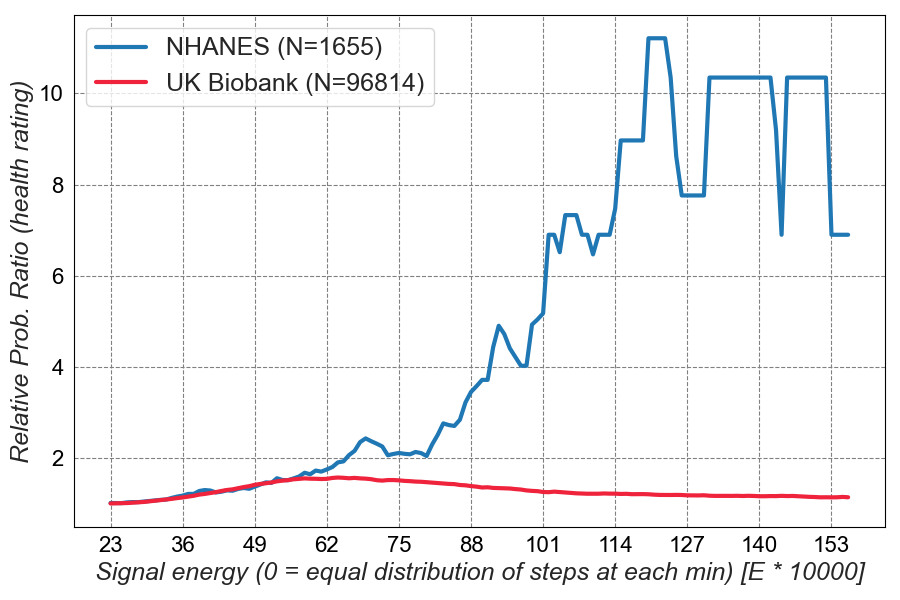 NHANES (N=1655)
UK Biobank (N=96814)
Relative Prob. Ratio (health rating)
10
8
6
4
2
23 36 49 62 75 88 101 114 127 140 153
Signal energy (0 = equal distribution of steps at each min) [E * 10000]